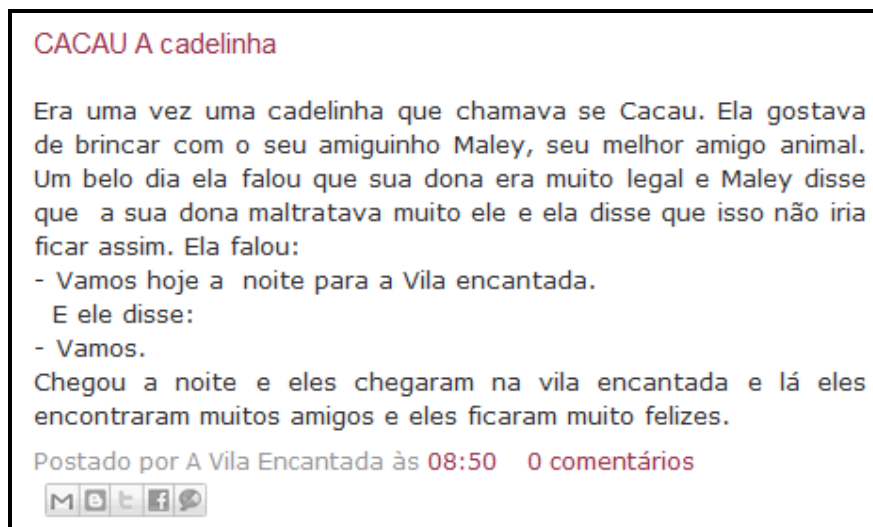 CACAU A cadelinha
Era uma vez uma cadelinha que chamava se Cacau. Ela gostava
de brincar com o seu amiguinho Maley, seu melhor amigo animal.
Um belo dia ela falou que sua dona era muito legal e Maley disse
que a sua dona maltratava muito ele e ela disse que isso não iria
ficar assim. Ela falou:
- Vamos hoje a noite para a Vila encantada.
E ele disse:
- Vamos.
Chegou a noite e eles chegaram na vila encantada e lá eles
encontraram muitos amigos e eles ficaram muito felizes.
Postado por A Vila Encantada às 08:50 0 comentários